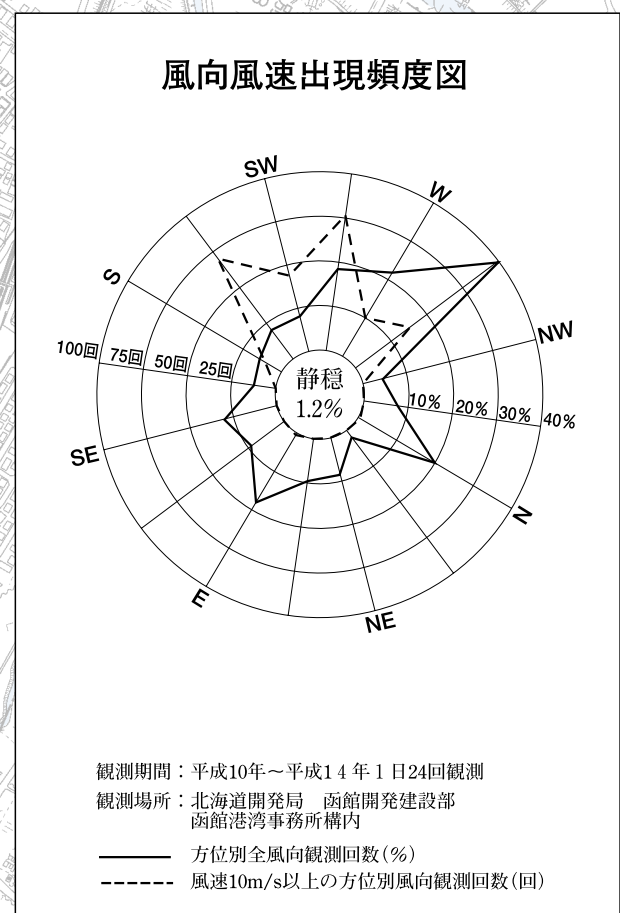 風向風速出現頻度図
SW
W
S
NW
100回 75回 50回 25回
静穏
1.2%
10% 20% 30% 40%
SE
N
E
NE
観測期間：平成10年～平成14年1日24回観測
観測場所：北海道開発局　函館開発建設部
函館港湾事務所構内
方位別全風向観測回数(%)
風速10m/s以上の方位別風向観測回数(回)